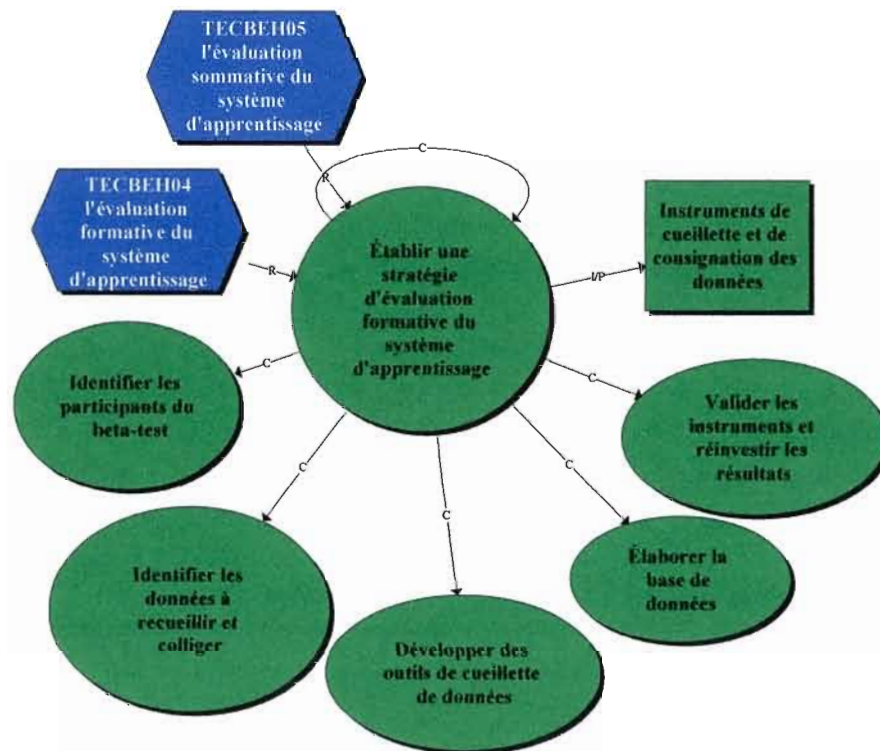 TECBEH05
l'évaluation
sommative du
système
d'apprentissage
C
R
TECBEH04
l'évaluation
formative du
système
d'apprentissage
R
Établir une
stratégie
d'évaluation
formative du
système
d'apprentissage
Instruments de
cueillette et de
consignation des
données
I/P
C
Identifier les
participants du
beta-test
C
Valider les
instruments et
réinvestir les
résultats
C
C
C
Identifier les
données à
recueillir et
colliger
Élaborer la
base de
données
Développer des
outils de cueillette
de données